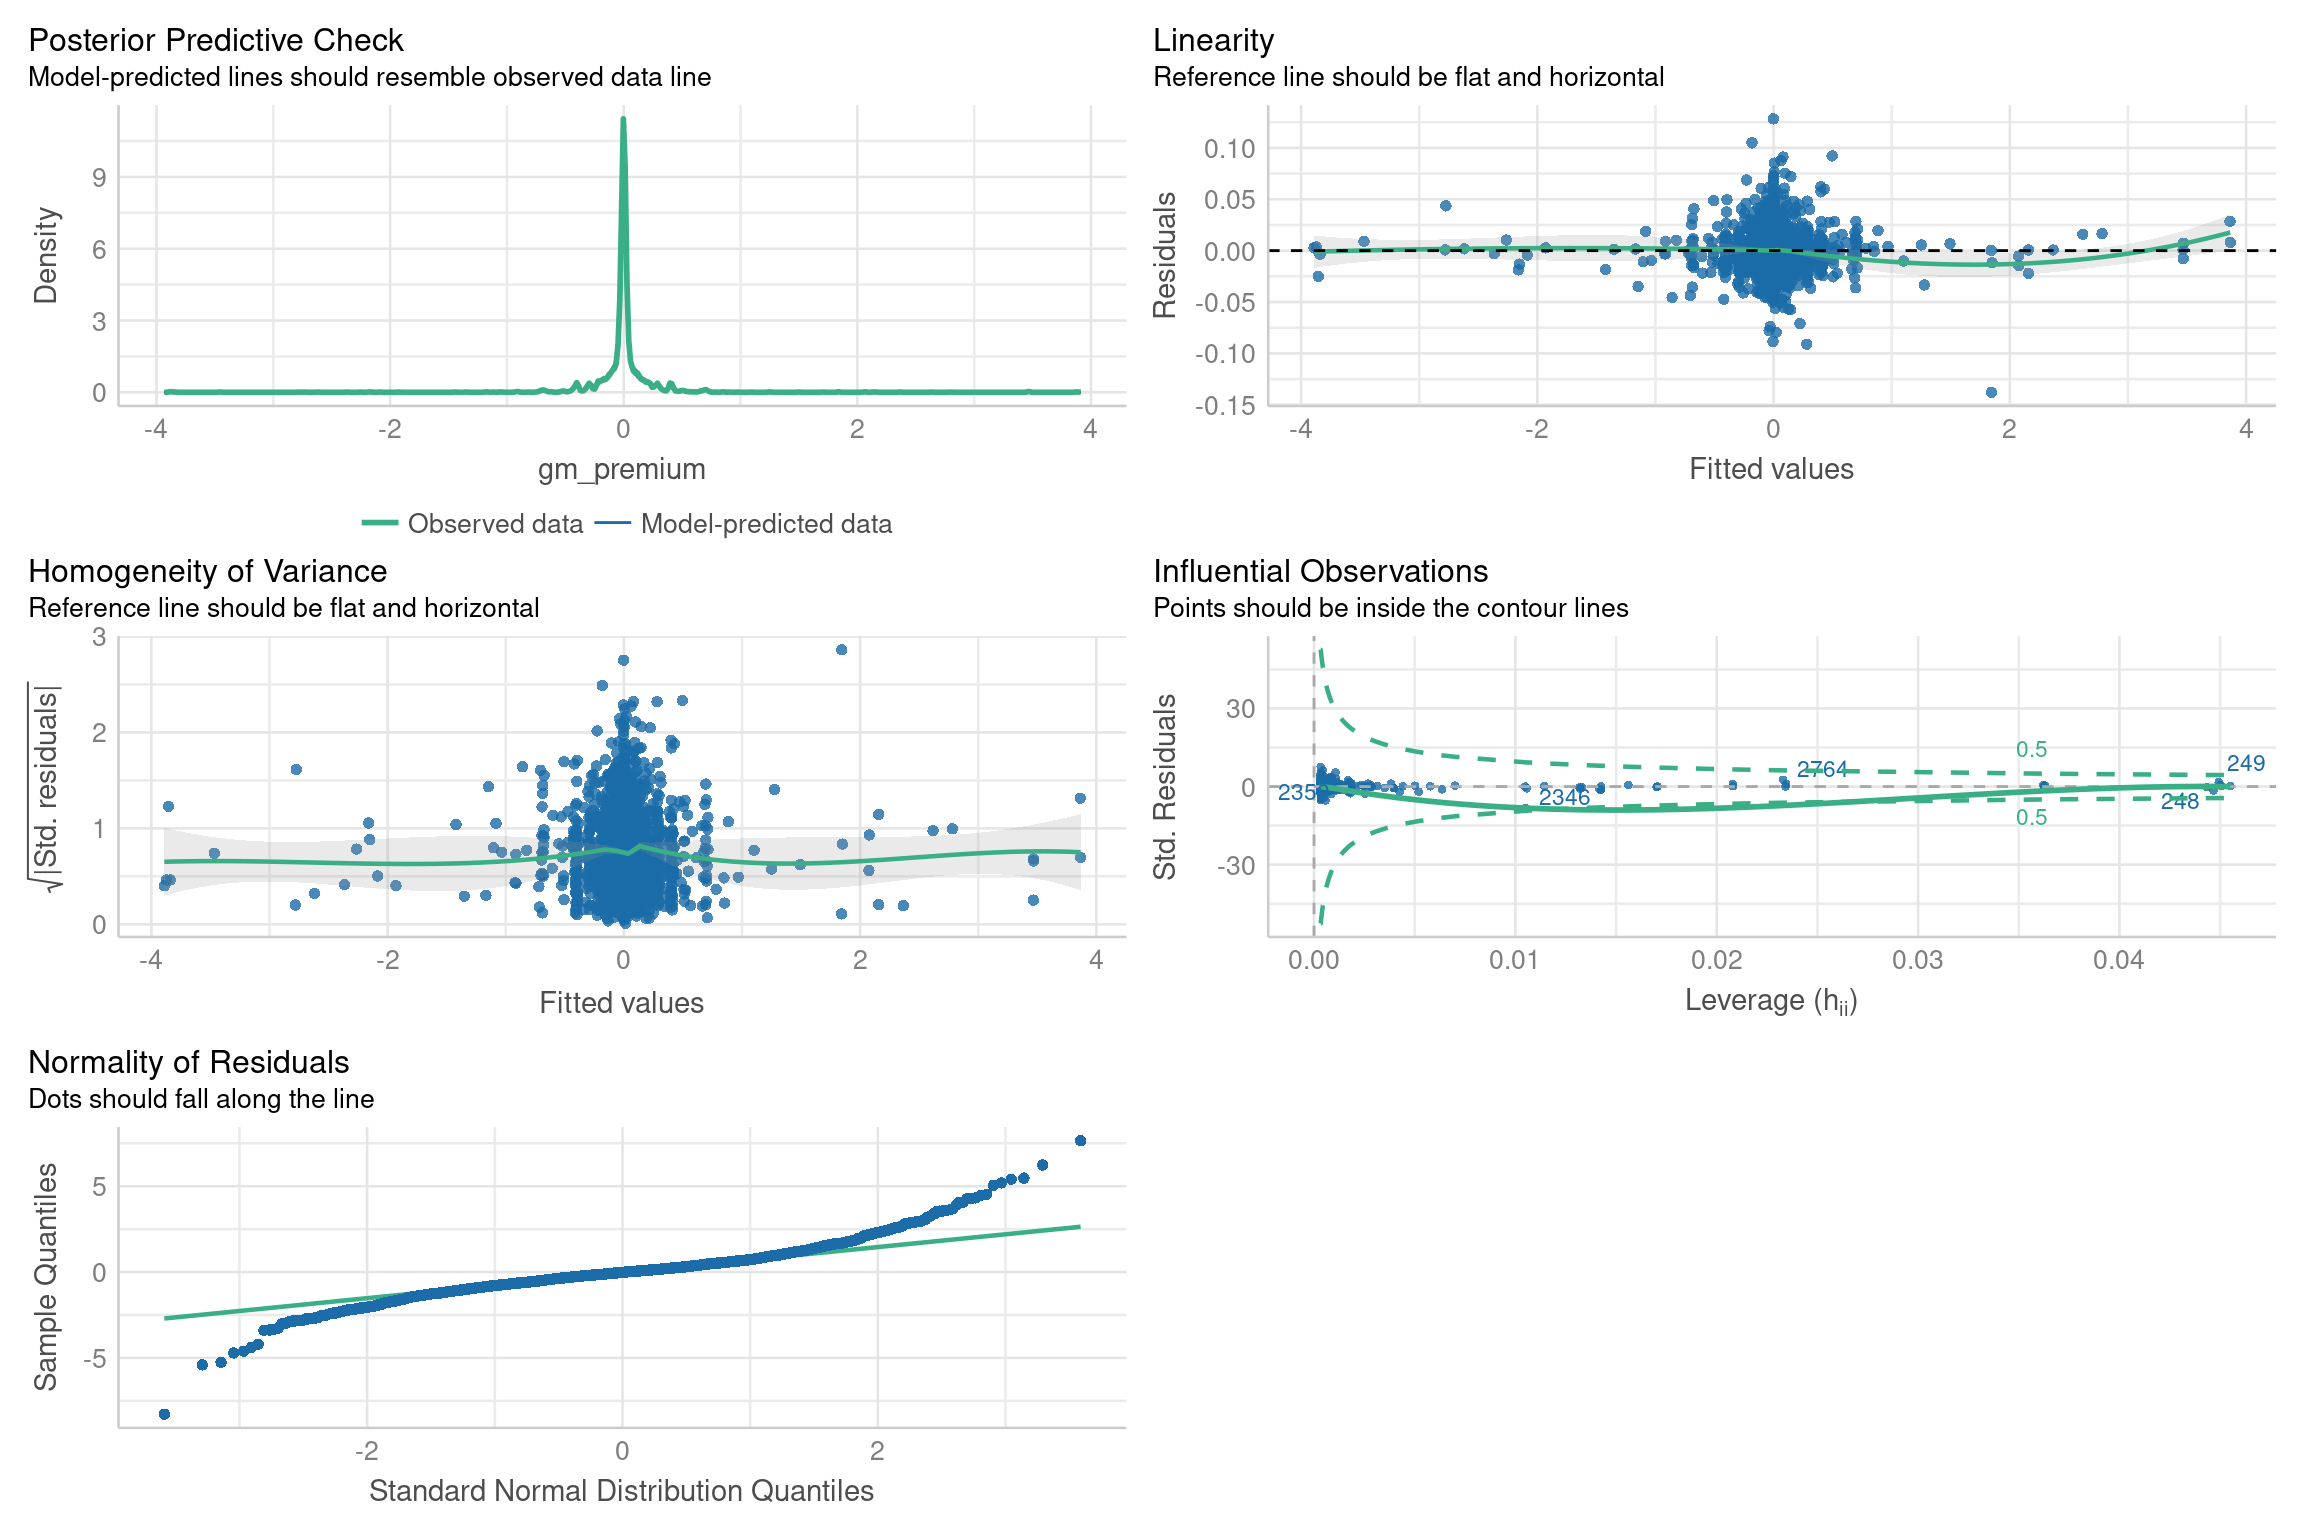 Posterior Predictive Check
Model-predicted lines should resemble observed data line
Density
9
6
3
0
-4 -2 0 2 4
gm_premium
Observed data Model-predicted data
Linearity
Reference line should be flat and horizontal
Residuals
0.10
0.05
0.00
-0.05
-0.10
-0.15
-4 -2 0 2 4
Fitted values
Homogeneity of Variance
Reference line should be flat and horizontal
√|Std. residuals|
3
2
1
0
-4 -2 0 2 4
Fitted values
Influential Observations
Points should be inside the contour lines
Std. Residuals
30
0
-30
0.5
249
2764
235
2346
248
0.5
0.00 0.01 0.02 0.03 0.04
Leverage (hii)
Normality of Residuals
Dots should fall along the line
Sample Quantiles
5
0
-5
-2 0 2
Standard Normal Distribution Quantiles